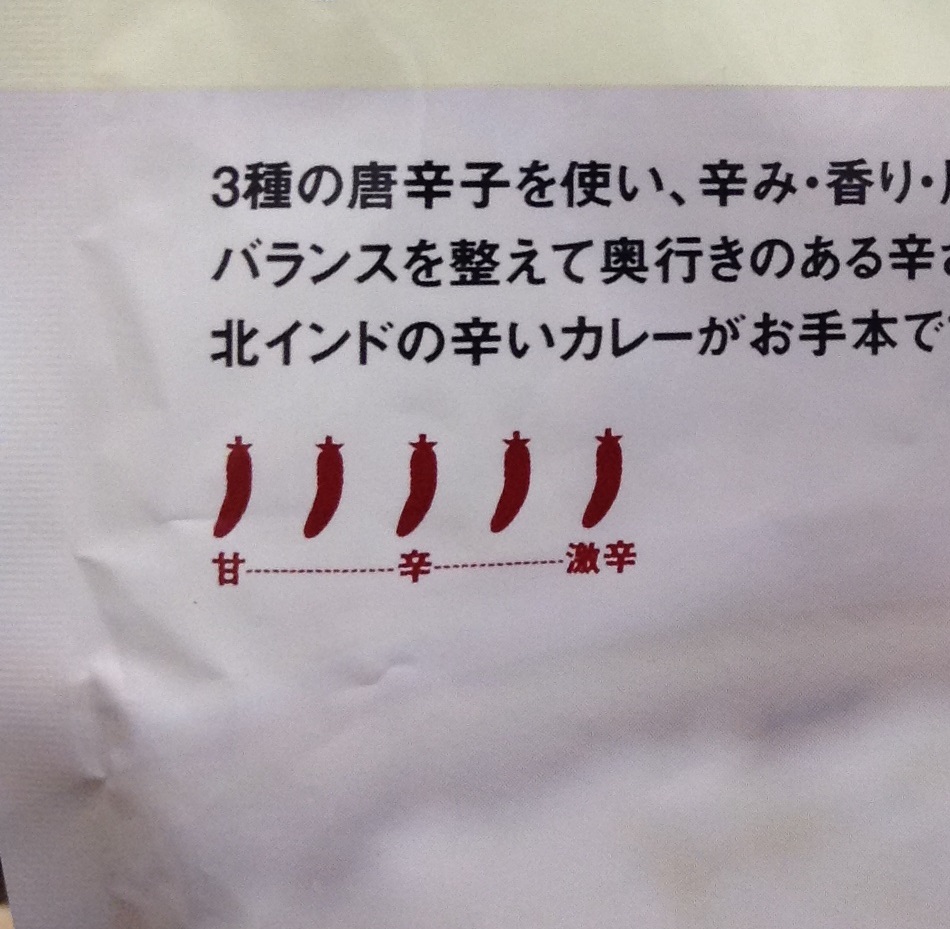 3種の唐辛子を使い、辛み・香り・
バランスを整えて奥行きのある辛さ
北インドの辛いカレーがお手本で
甘 辛 激辛